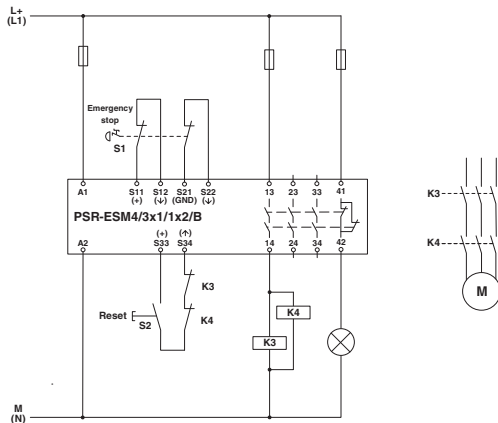 L+
(L1)
Emergency
stop
S1
A1
S11
(+)
S12
(↓)
S21
(GND)
S22
(↓)
13
23
33
41
PSR-ESM4/3x1/1x2/B
A2
(+)
S33
(↑)
S34
14
24
34
42
K3
K4
Reset
S2
K4
K3
M
(N)
K3
K4
M